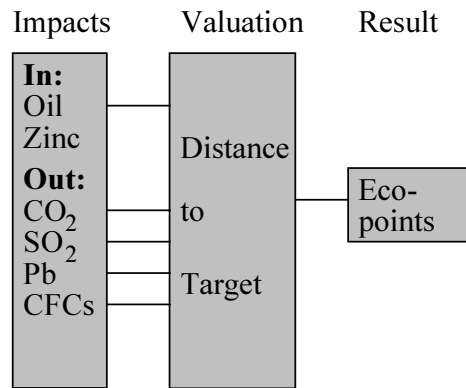 Impacts
Valuation
Result
In:
Oil
Zinc
Out:
CO₂
SO₂
Pb
CFCs
Distance
to
Target
Eco-
points